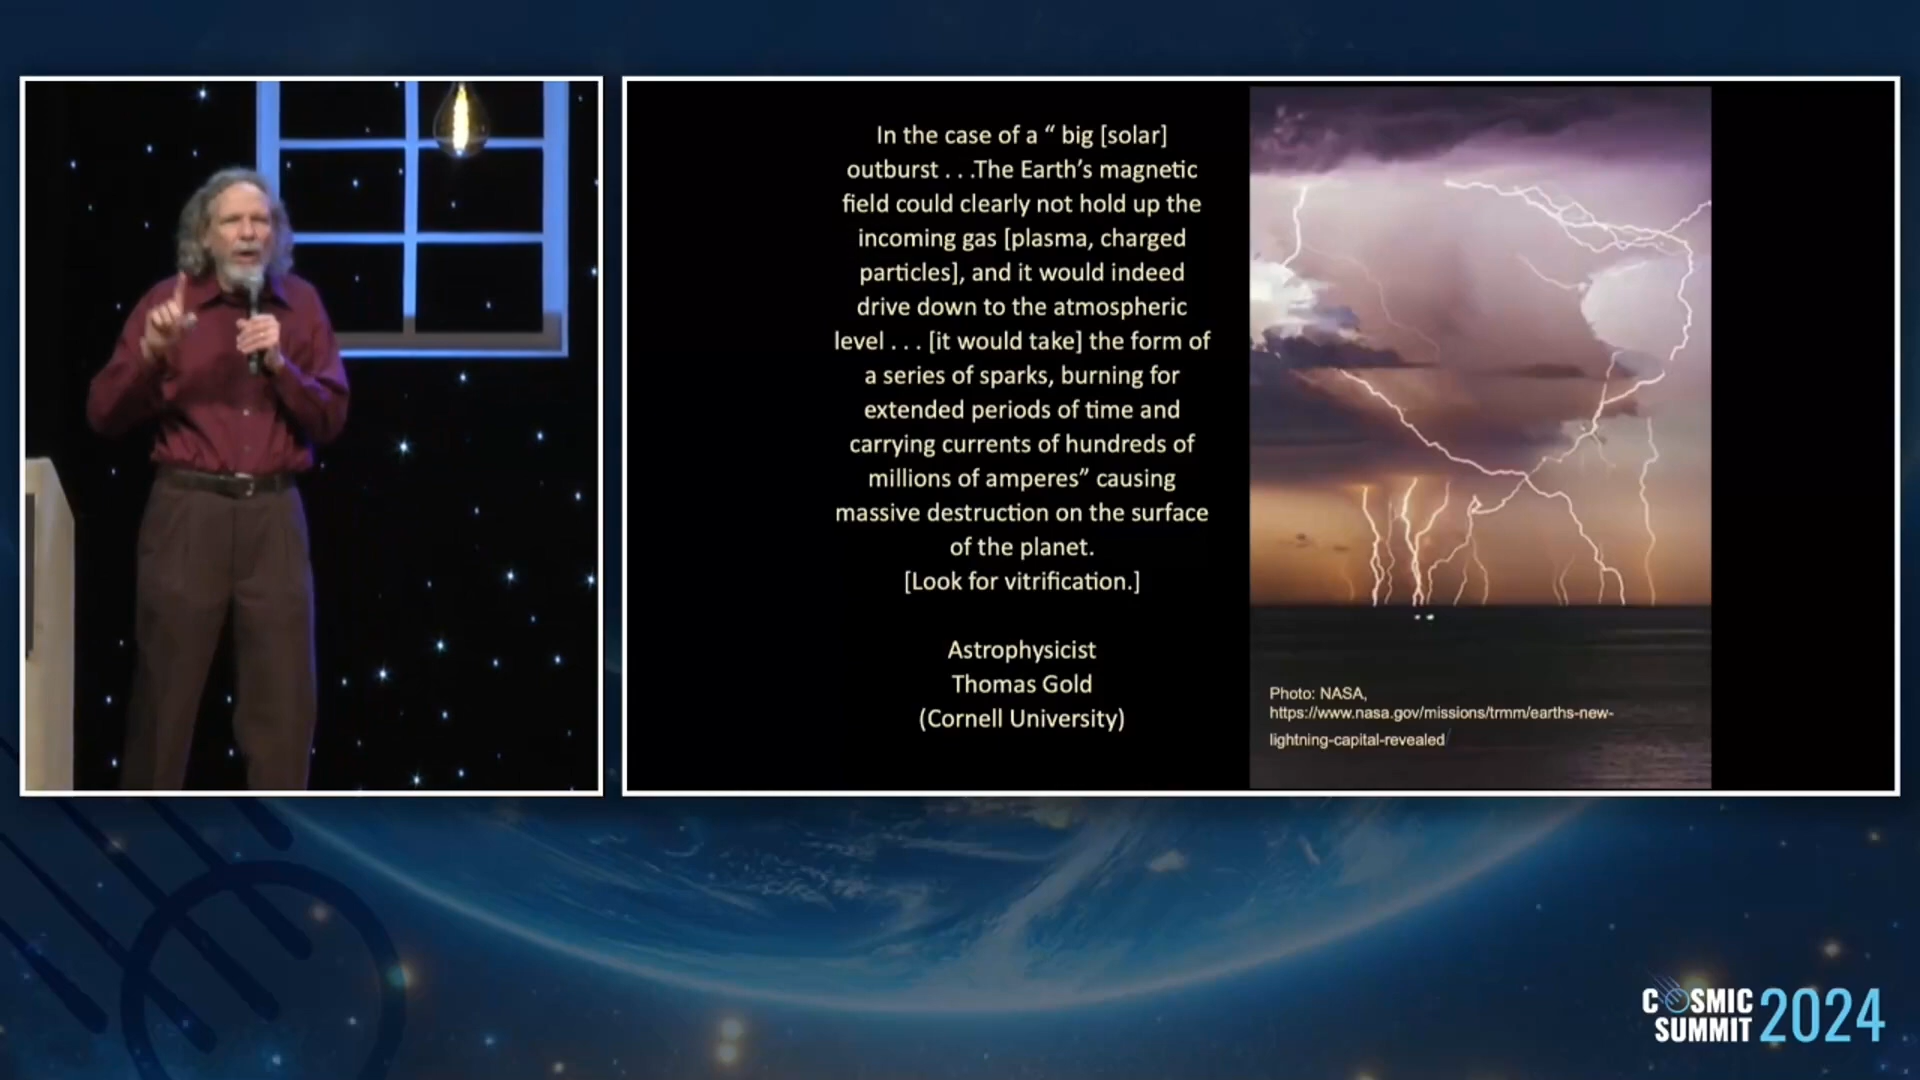 In the case of a “ big [solar]
outburst . . .The Earth’s magnetic
field could clearly not hold up the
incoming gas [plasma, charged
particles], and it would indeed
drive down to the atmospheric
level . . . [it would take] the form of
a series of sparks, burning for
extended periods of time and
carrying currents of hundreds of
millions of amperes” causing
massive destruction on the surface
of the planet.
[Look for vitrification.]
Astrophysicist
Thomas Gold
(Cornell University)
Photo: NASA,
https://www.nasa.gov/missions/trmm/earths-new-
lightning-capital-revealed/
COSMIC
SUMMIT 2024